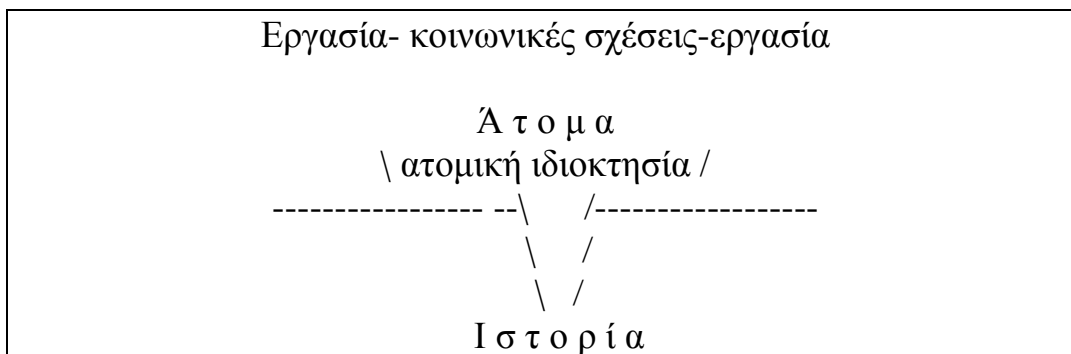 Εργασία- κοινωνικές σχέσεις-εργασία
Ά τ ο μ α
\ ατομική ιδιοκτησία /
----------------- --\ /------------------
\ /
\ /
Ι σ τ ο ρ ί α